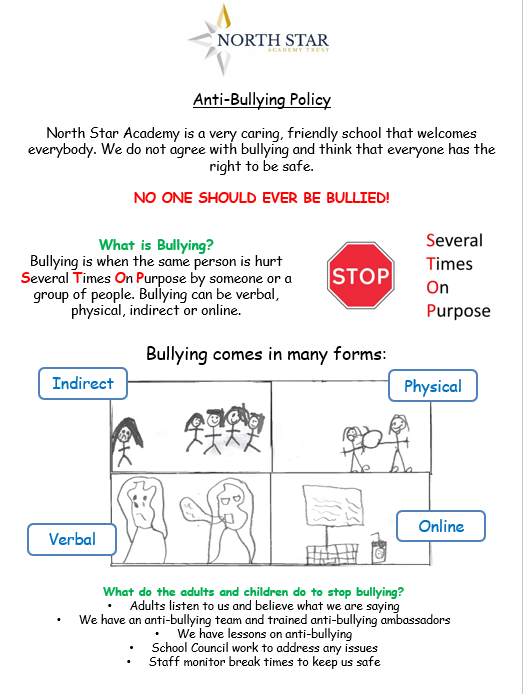 NORTH STAR
ACADEMY TRUST
Anti-Bullying Policy
North Star Academy is a very caring, friendly school that welcomes
everybody. We do not agree with bullying and think that everyone has the
right to be safe.
NO ONE SHOULD EVER BE BULLIED!
What is Bullying?
Bullying is when the same person is hurt
Several Times On Purpose by someone or a
group of people. Bullying can be verbal,
physical, indirect or online.
STOP
Several
Times
On
Purpose
Bullying comes in many forms:
Indirect
Physical
Verbal
Online
What do the adults and children do to stop bullying?
• Adults listen to us and believe what we are saying
• We have an anti-bullying team and trained anti-bullying ambassadors
• We have lessons on anti-bullying
• School Council work to address any issues
• Staff monitor break times to keep us safe